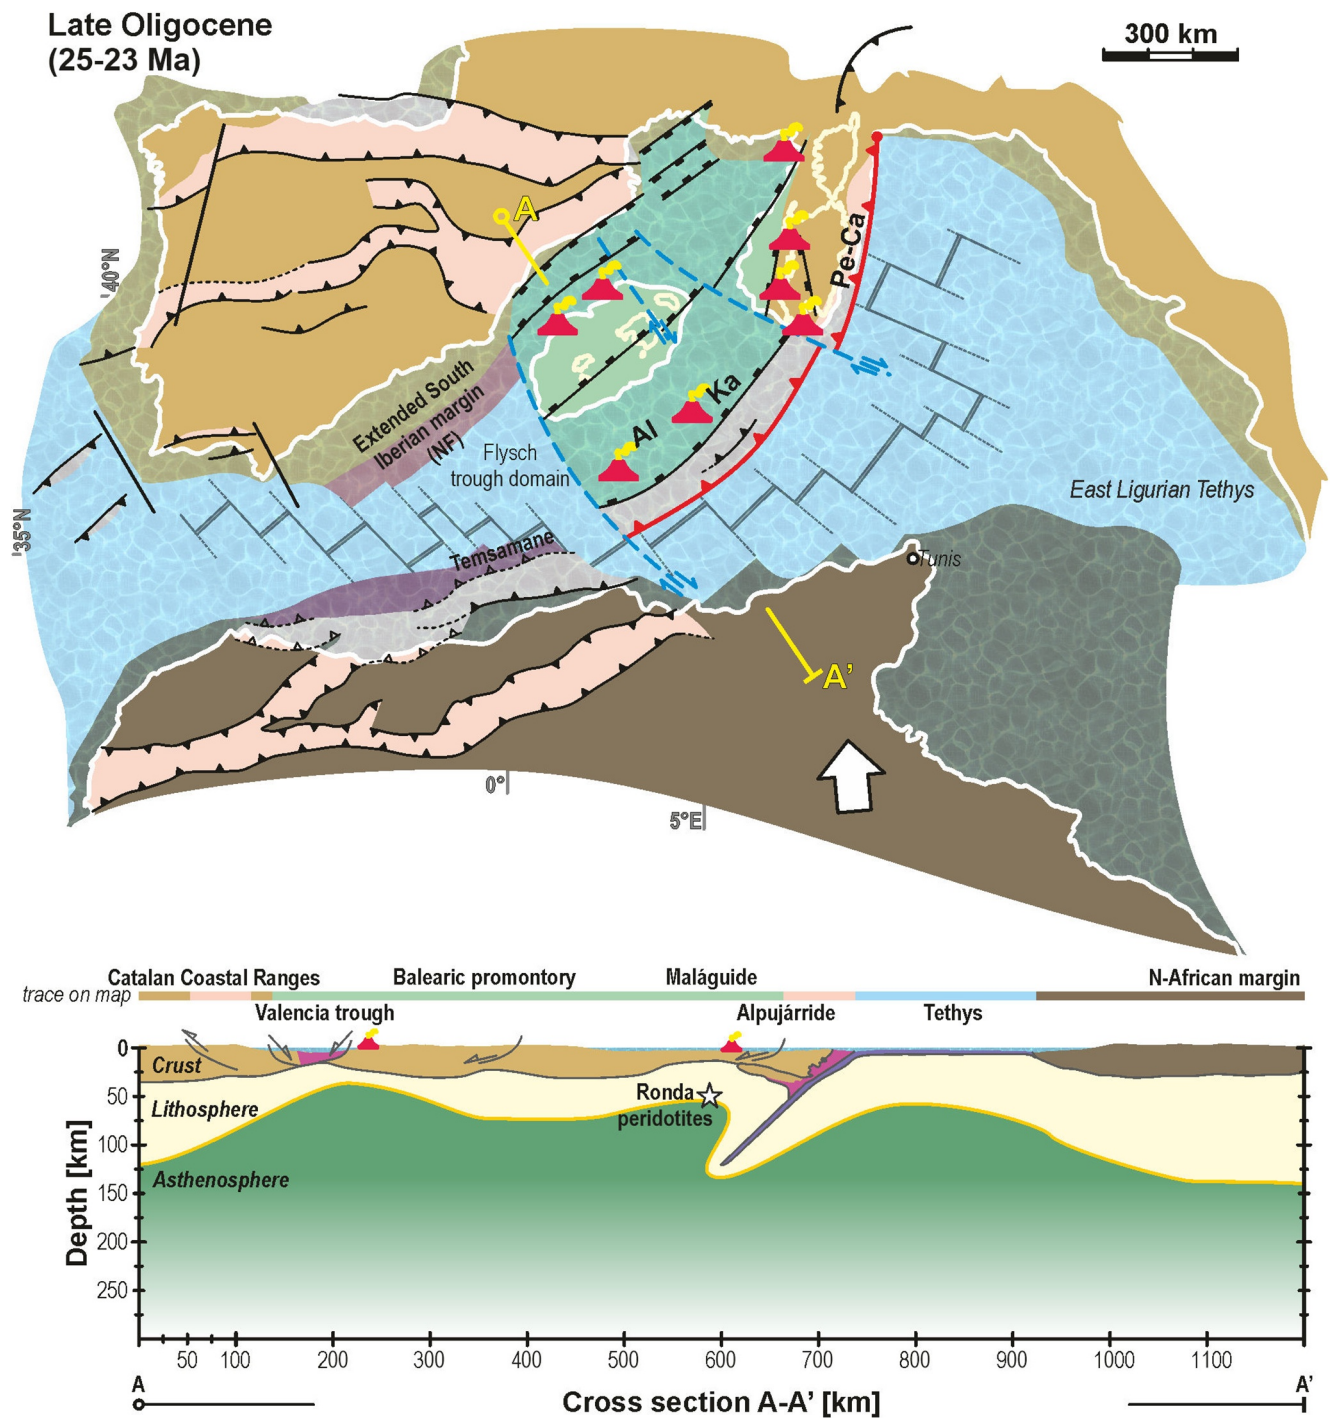 Late Oligocene
(25-23 Ma)
300 km
A
40°N
Pe-Ca
Extended South
Iberian margin
(NF)
Ka
Al
Flysch
trough domain
East Ligurian Tethys
35°N
Temsamane
Tunis
A'
0°
5°E
Catalan Coastal Ranges
Balearic promontory
Maláguide
N-African margin
trace on map
Valencia trough
Alpujárride
Tethys
0
Crust
50
Ronda
peridotites
Lithosphere
100
Asthenosphere
150
200
250
Depth [km]
50 100 200 300 400 500 600 700 800 900 1000 1100
A
A'
Cross section A-A' [km]